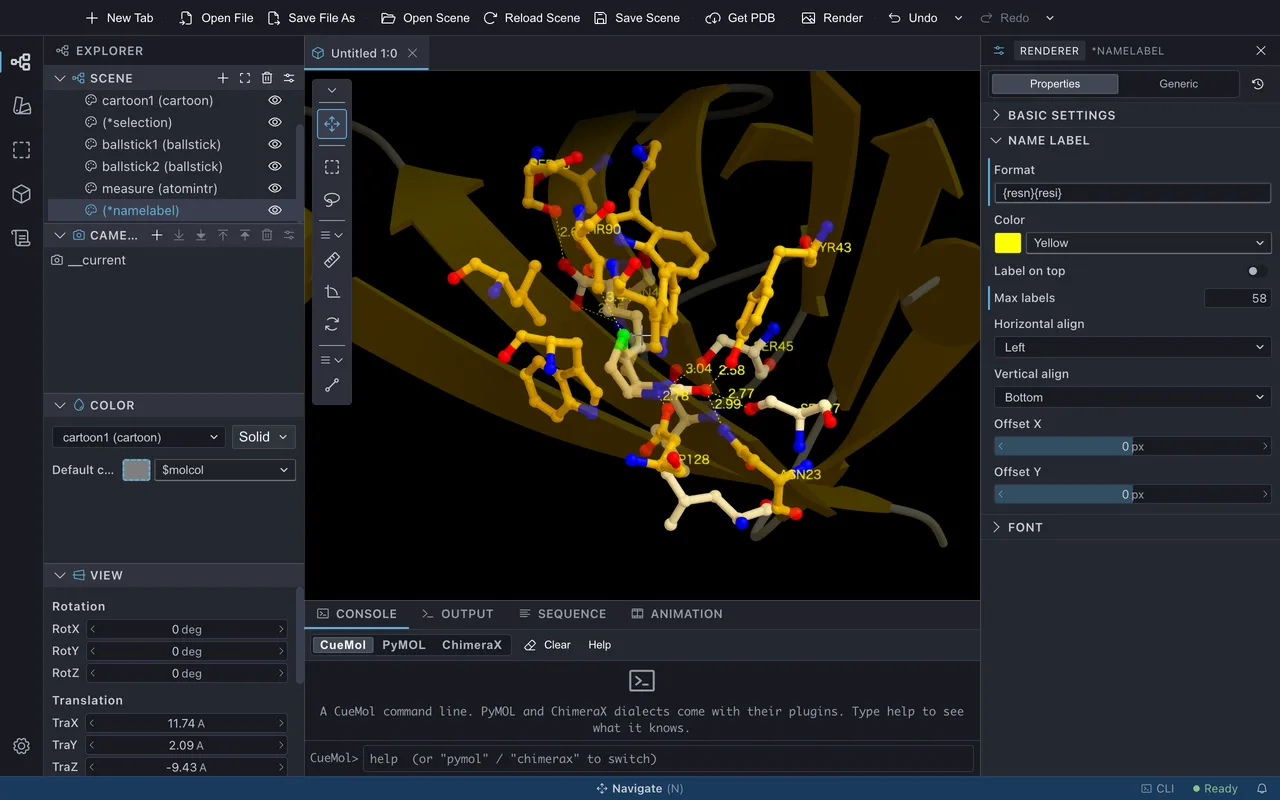 New Tab Open File Save File As Open Scene Reload Scene Save Scene Get PDB Render Undo Redo
EXPLORER
SCENE
cartoon1 (cartoon)
(*selection)
ballstick1 (ballstick)
ballstick2 (ballstick)
measure (atomintr)
(*namelabel)
CAME...
__current
COLOR
cartoon1 (cartoon) Solid
Default c... $molcol
VIEW
Rotation
RotX 0 deg
RotY 0 deg
RotZ 0 deg
Translation
TraX 11.74 A
TraY 2.09 A
TraZ -9.43 A
Untitled 1:0
YR43
ER45
3.04 2.58
2.77
2.78 2.99
P128
ASN23
CONSOLE OUTPUT SEQUENCE ANIMATION
CueMol PyMOL ChimeraX Clear Help
A CueMol command line. PyMOL and ChimeraX dialects come with their plugins. Type help to see
what it knows.
CueMol> help (or "pymol" / "chimerax" to switch)
RENDERER *NAMELABEL
Properties Generic
BASIC SETTINGS
NAME LABEL
Format
{resn}{resi}
Color
Yellow
Label on top
Max labels 58
Horizontal align
Left
Vertical align
Bottom
Offset X
0 px
Offset Y
0 px
FONT
Navigate (N) CLI Ready